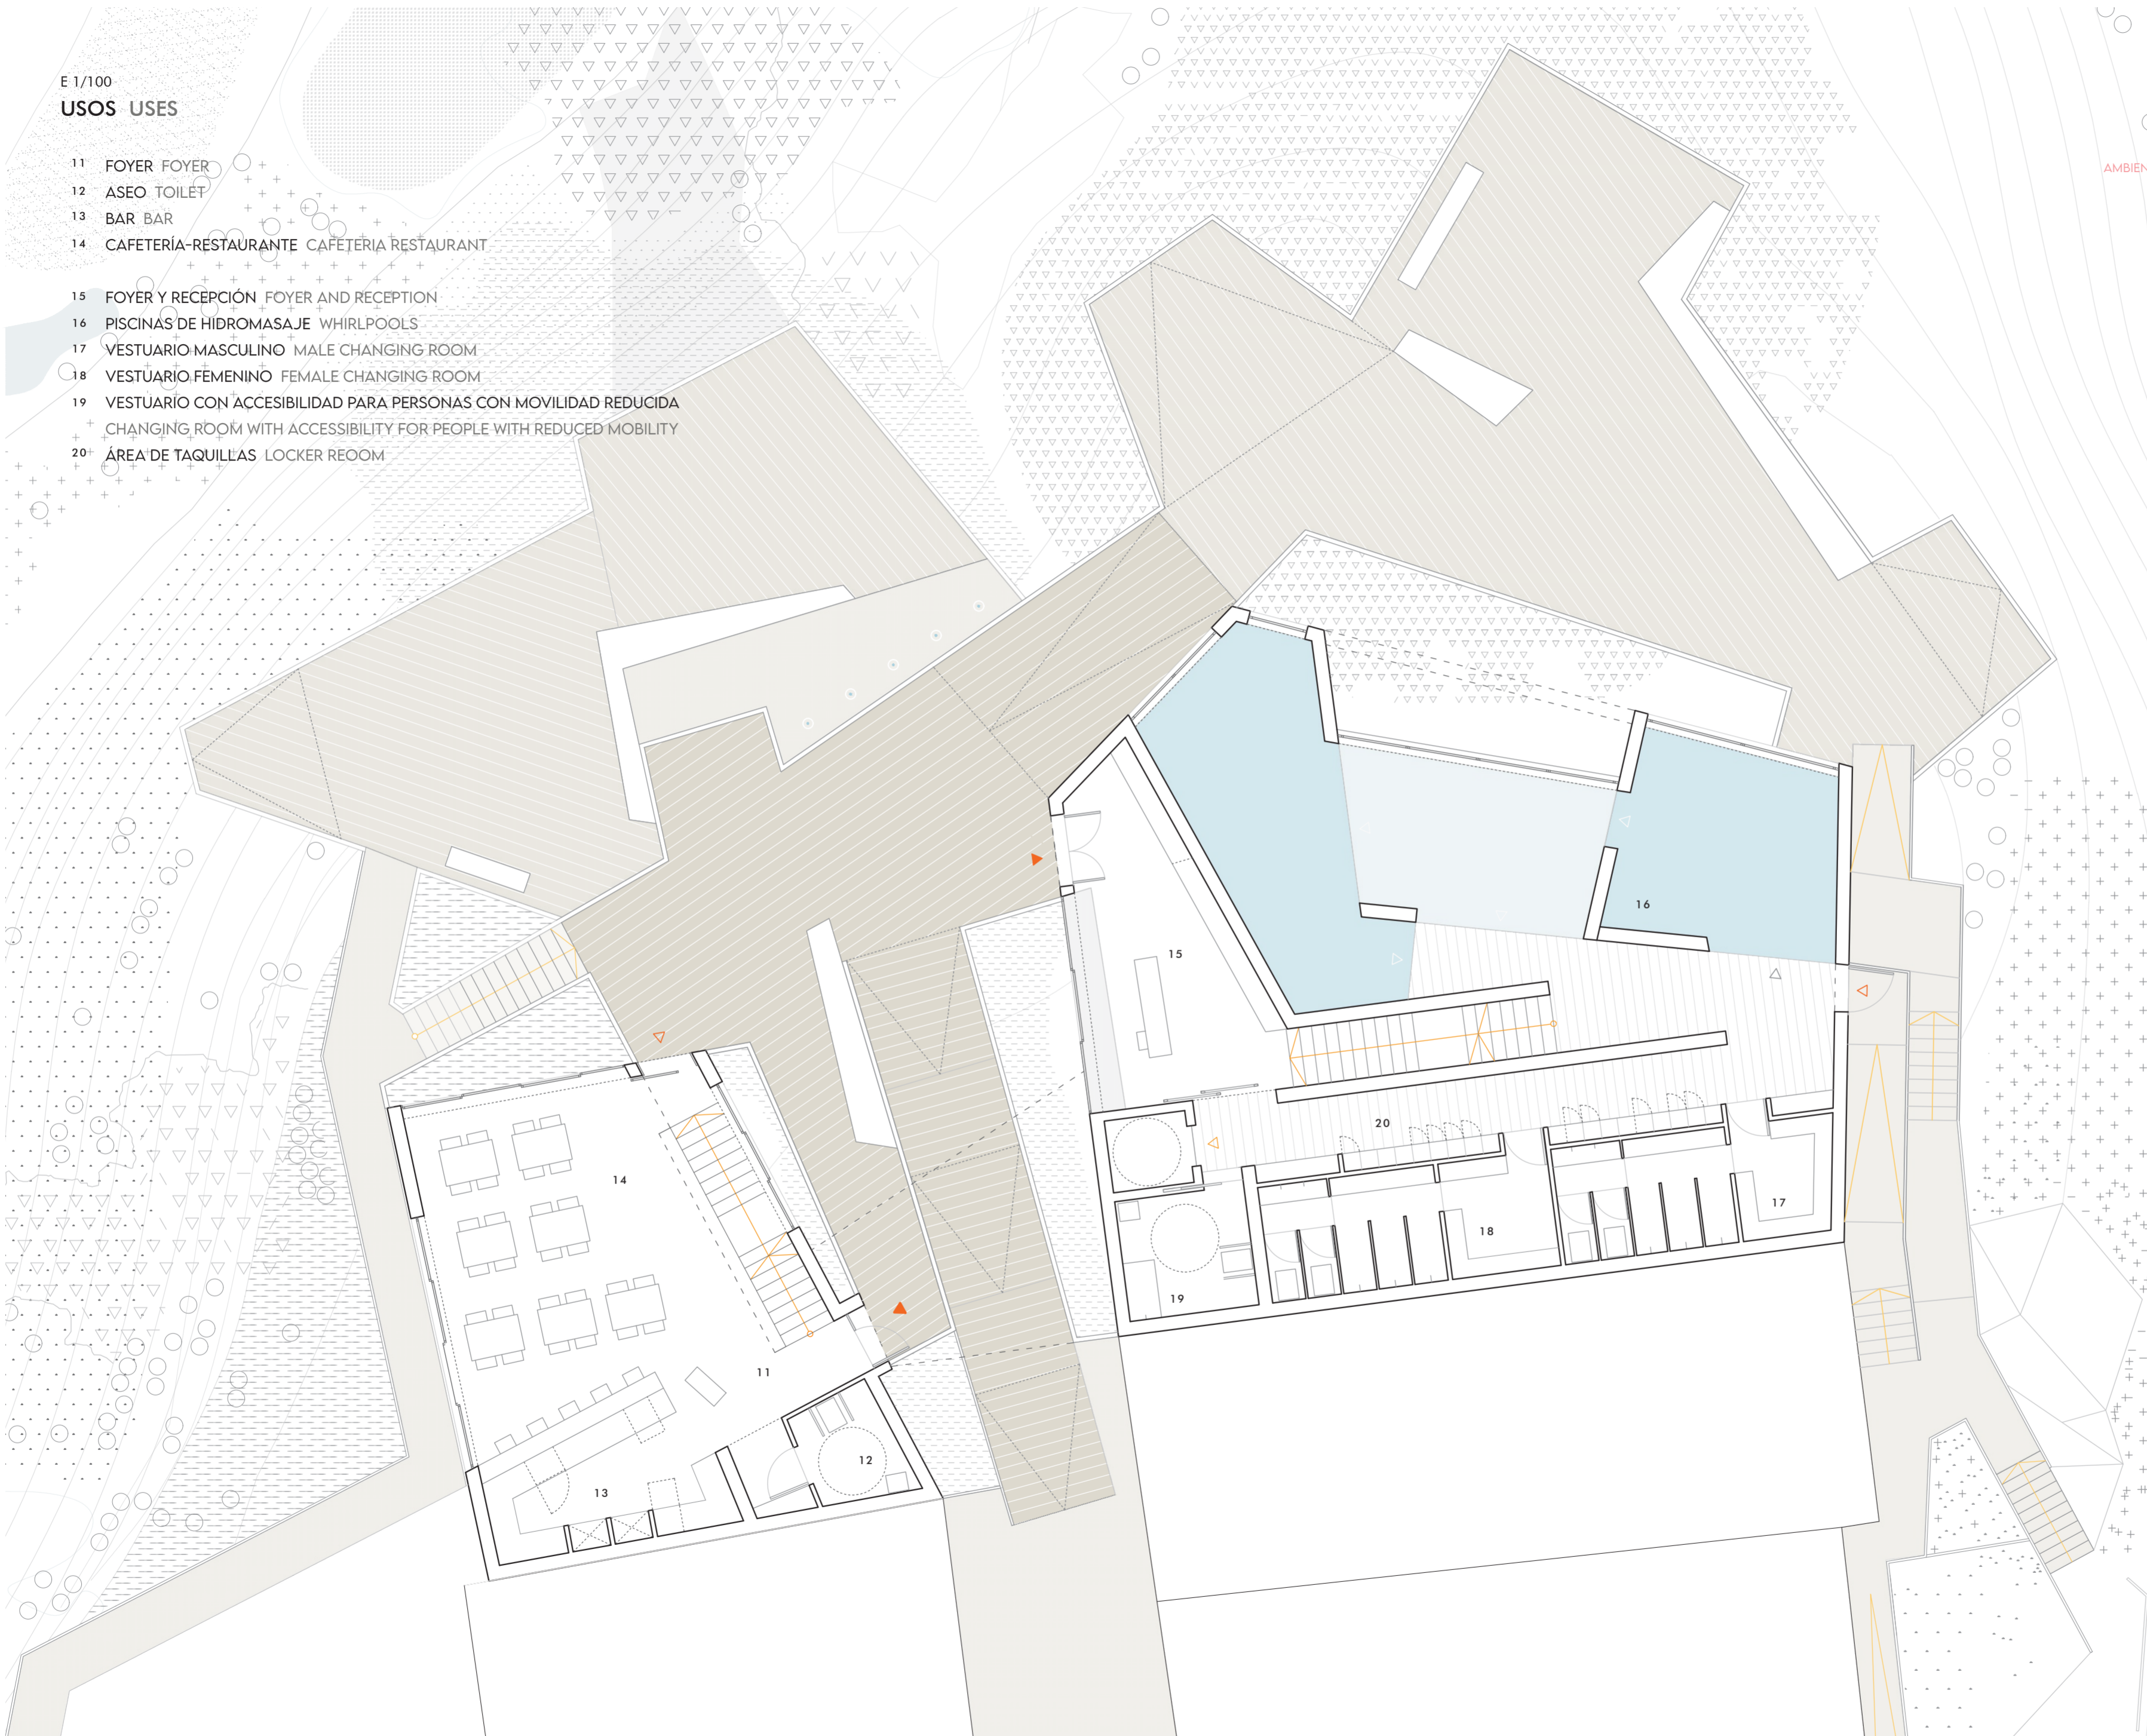 E 1/100
USOS USES
11 FOYER FOYER
12 ASEO TOILET
13 BAR BAR
14 CAFETERÍA-RESTAURANTE CAFETERIA RESTAURANT
15 FOYER Y RECEPCIÓN FOYER AND RECEPTION
16 PISCINAS DE HIDROMASAJE WHIRLPOOLS
17 VESTUARIO MASCULINO MALE CHANGING ROOM
18 VESTUARIO FEMENINO FEMALE CHANGING ROOM
19 VESTUARIO CON ACCESIBILIDAD PARA PERSONAS CON MOVILIDAD REDUCIDA
CHANGING ROOM WITH ACCESSIBILITY FOR PEOPLE WITH REDUCED MOBILITY
20 ÁREA DE TAQUILLAS LOCKER REOOM
AMBIEN
16
15
20
14
17
18
19
11
12
13